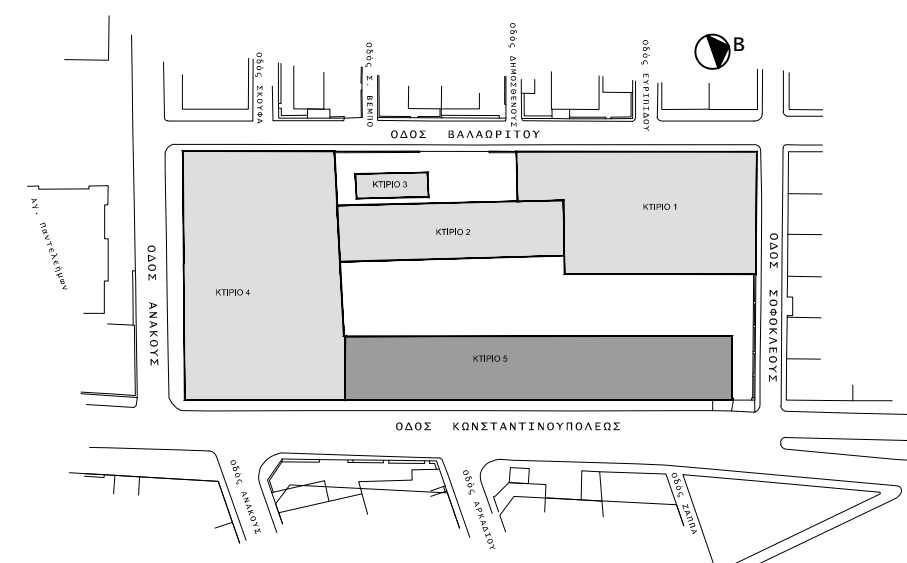 Β
οδός ΣΚΟΥΦΑ
οδός Σ. ΒΕΜΠΟ
οδός ΔΗΜΟΣΘΕΝΟΥΣ
οδός ΕΥΡΙΠΙΔΟΥ
ΟΔΟΣ ΒΑΛΑΩΡΙΤΟΥ
ΚΤΙΡΙΟ 3
ΚΤΙΡΙΟ 1
ΚΤΙΡΙΟ 2
Αγ. Παντελεήμων
ΟΔΟΣ ΑΝΑΚΟΥΣ
ΚΤΙΡΙΟ 4
ΟΔΟΣ ΣΟΦΟΚΛΕΟΥΣ
ΚΤΙΡΙΟ 5
ΟΔΟΣ ΚΩΝΣΤΑΝΤΙΝΟΥΠΟΛΕΩΣ
οδός ΑΝΑΚΟΥΣ
οδός ΑΡΚΑΔΙΟΥ
οδός ΖΑΠΠΑ